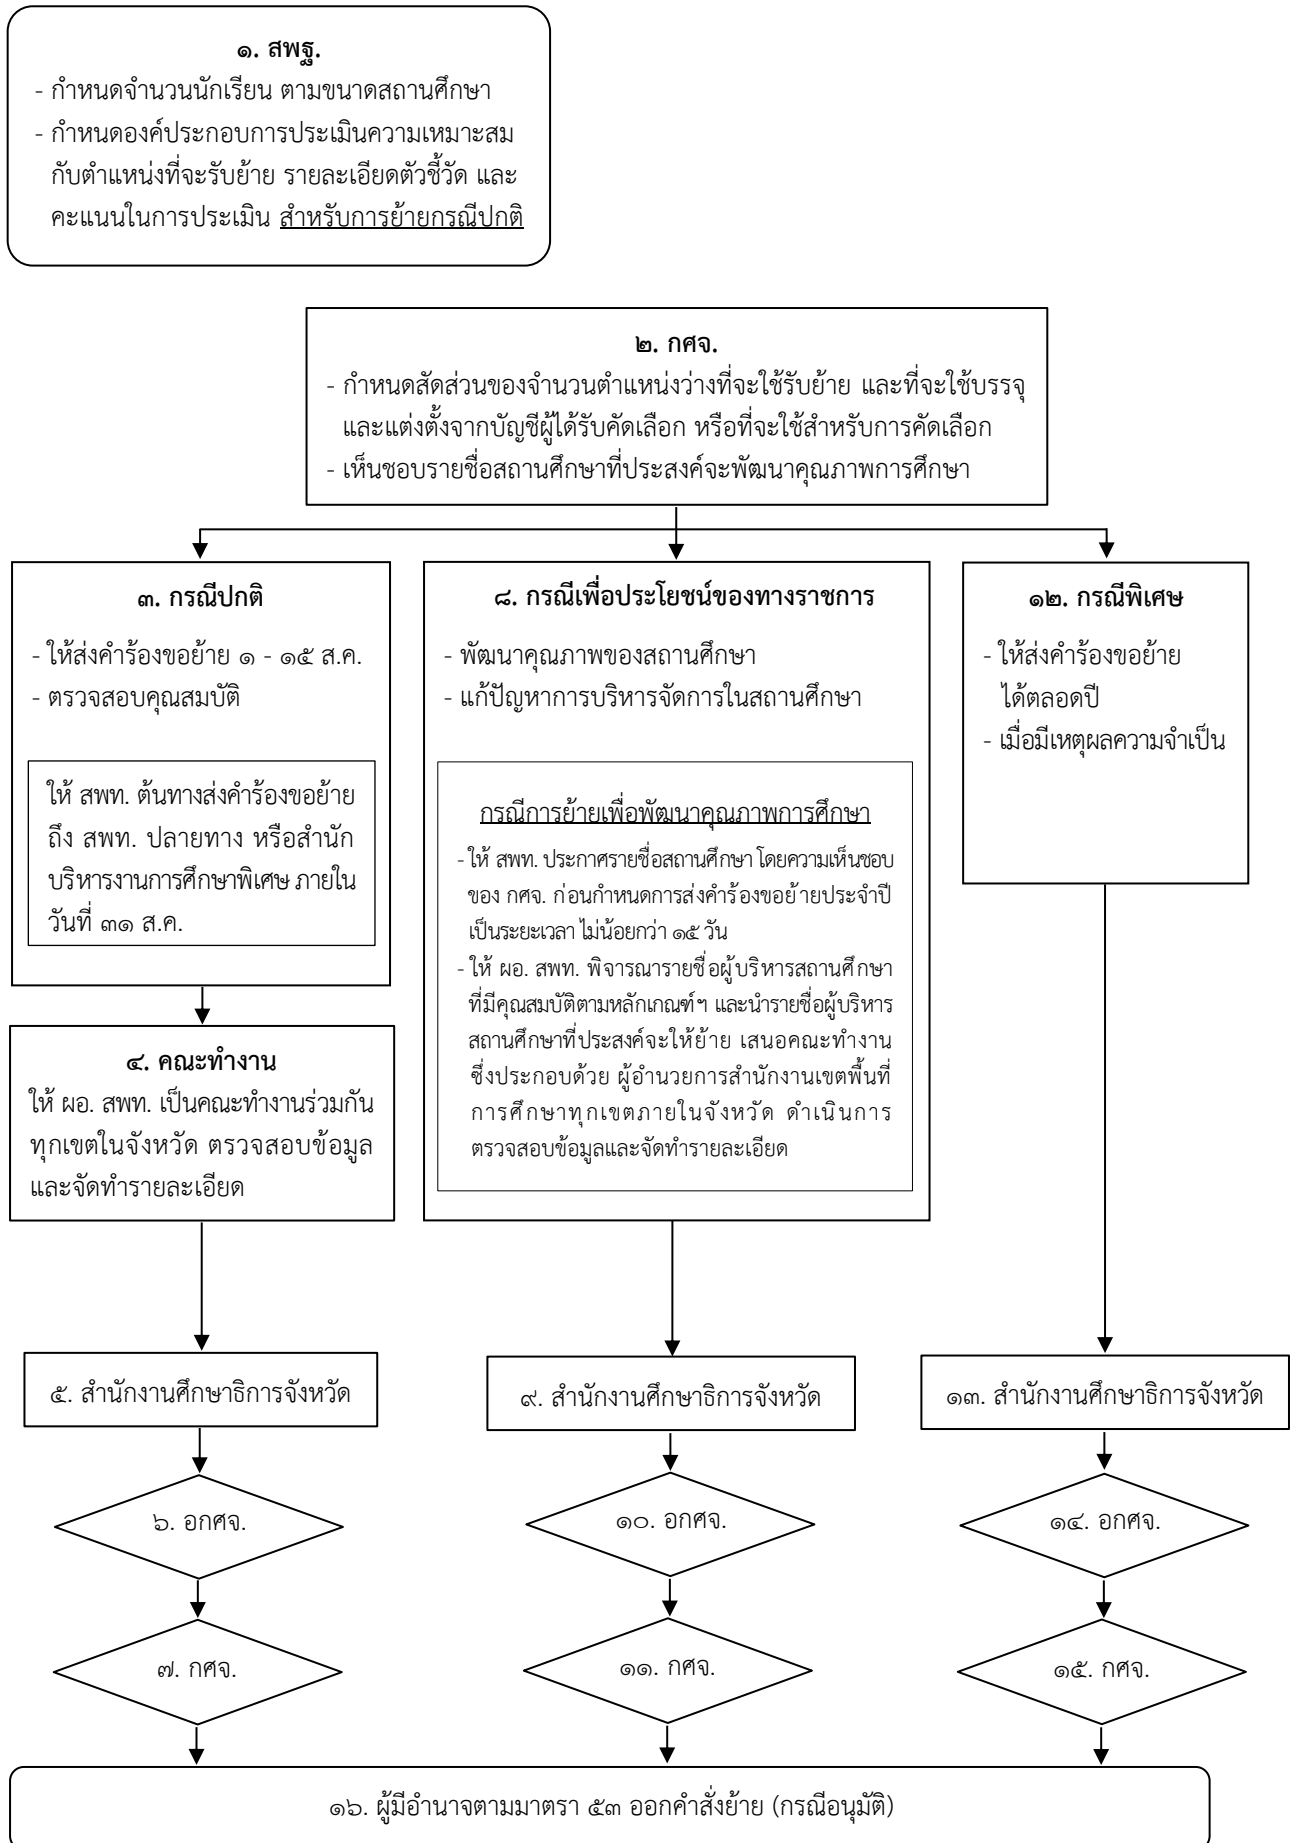 ๑. สพฐ.
- กำหนดจำนวนนักเรียน ตามขนาดสถานศึกษา
- กำหนดองค์ประกอบการประเมินความเหมาะสม
กับตำแหน่งที่จะรับย้าย รายละเอียดตัวชี้วัด และ
คะแนนในการประเมิน สำหรับการย้ายกรณีปกติ
๒. กศจ.
- กำหนดสัดส่วนของจำนวนตำแหน่งว่างที่จะใช้รับย้าย และที่จะใช้บรรจุ
และแต่งตั้งจากบัญชีผู้ได้รับคัดเลือก หรือที่จะใช้สำหรับการคัดเลือก
- เห็นชอบรายชื่อสถานศึกษาที่ประสงค์จะพัฒนาคุณภาพการศึกษา
๓. กรณีปกติ
- ให้ส่งคำร้องขอย้าย ๑ - ๑๕ ส.ค.
- ตรวจสอบคุณสมบัติ
ให้ สพท. ต้นทางส่งคำร้องขอย้าย
ถึง สพท. ปลายทาง หรือสำนัก
บริหารงานการศึกษาพิเศษ ภายใน
วันที่ ๓๑ ส.ค.
๔. คณะทำงาน
ให้ ผอ. สพท. เป็นคณะทำงานร่วมกัน
ทุกเขตในจังหวัด ตรวจสอบข้อมูล
และจัดทำรายละเอียด
๕. สำนักงานศึกษาธิการจังหวัด
๖. อกศจ.
๗. กศจ.
๘. กรณีเพื่อประโยชน์ของทางราชการ
- พัฒนาคุณภาพของสถานศึกษา
- แก้ปัญหาการบริหารจัดการในสถานศึกษา
กรณีการย้ายเพื่อพัฒนาคุณภาพการศึกษา
- ให้ สพท. ประกาศรายชื่อสถานศึกษา โดยความเห็นชอบ
ของ กศจ. ก่อนกำหนดการส่งคำร้องขอย้ายประจำปี
เป็นระยะเวลา ไม่น้อยกว่า ๑๕ วัน
- ให้ ผอ. สพท. พิจารณารายชื่อผู้บริหารสถานศึกษา
ที่มีคุณสมบัติตามหลักเกณฑ์ฯ และนำรายชื่อผู้บริหาร
สถานศึกษาที่ประสงค์จะให้ย้าย เสนอคณะทำงาน
ซึ่งประกอบด้วย ผู้อำนวยการสำนักงานเขตพื้นที่
การศึกษาทุกเขตภายในจังหวัด ดำเนินการ
ตรวจสอบข้อมูลและจัดทำรายละเอียด
๙. สำนักงานศึกษาธิการจังหวัด
๑๐. อกศจ.
๑๑. กศจ.
๑๒. กรณีพิเศษ
- ให้ส่งคำร้องขอย้าย
ได้ตลอดปี
- เมื่อมีเหตุผลความจำเป็น
๑๓. สำนักงานศึกษาธิการจังหวัด
๑๔. อกศจ.
๑๕. กศจ.
๑๖. ผู้มีอำนาจตามมาตรา ๕๓ ออกคำสั่งย้าย (กรณีอนุมัติ)